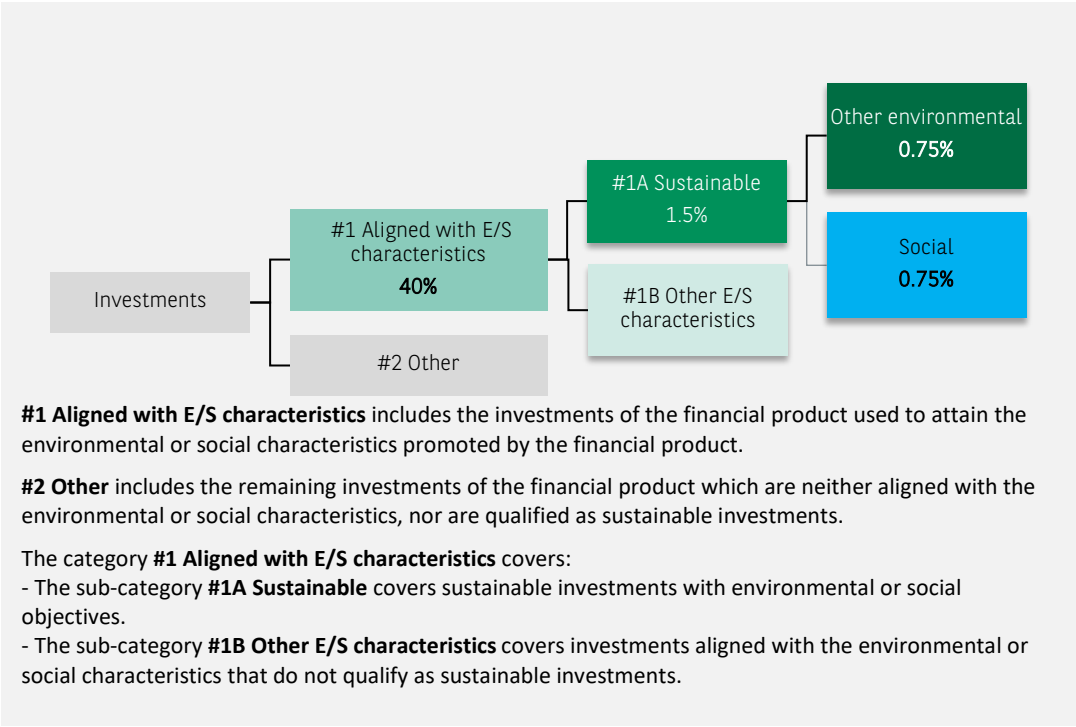 Other environmental
0.75%
#1A Sustainable
1.5%
#1 Aligned with E/S
characteristics
40%
Social
0.75%
Investments
#1B Other E/S
characteristics
#2 Other
#1 Aligned with E/S characteristics includes the investments of the financial product used to attain the
environmental or social characteristics promoted by the financial product.
#2 Other includes the remaining investments of the financial product which are neither aligned with the
environmental or social characteristics, nor are qualified as sustainable investments.
The category #1 Aligned with E/S characteristics covers:
- The sub-category #1A Sustainable covers sustainable investments with environmental or social
objectives.
- The sub-category #1B Other E/S characteristics covers investments aligned with the environmental or
social characteristics that do not qualify as sustainable investments.